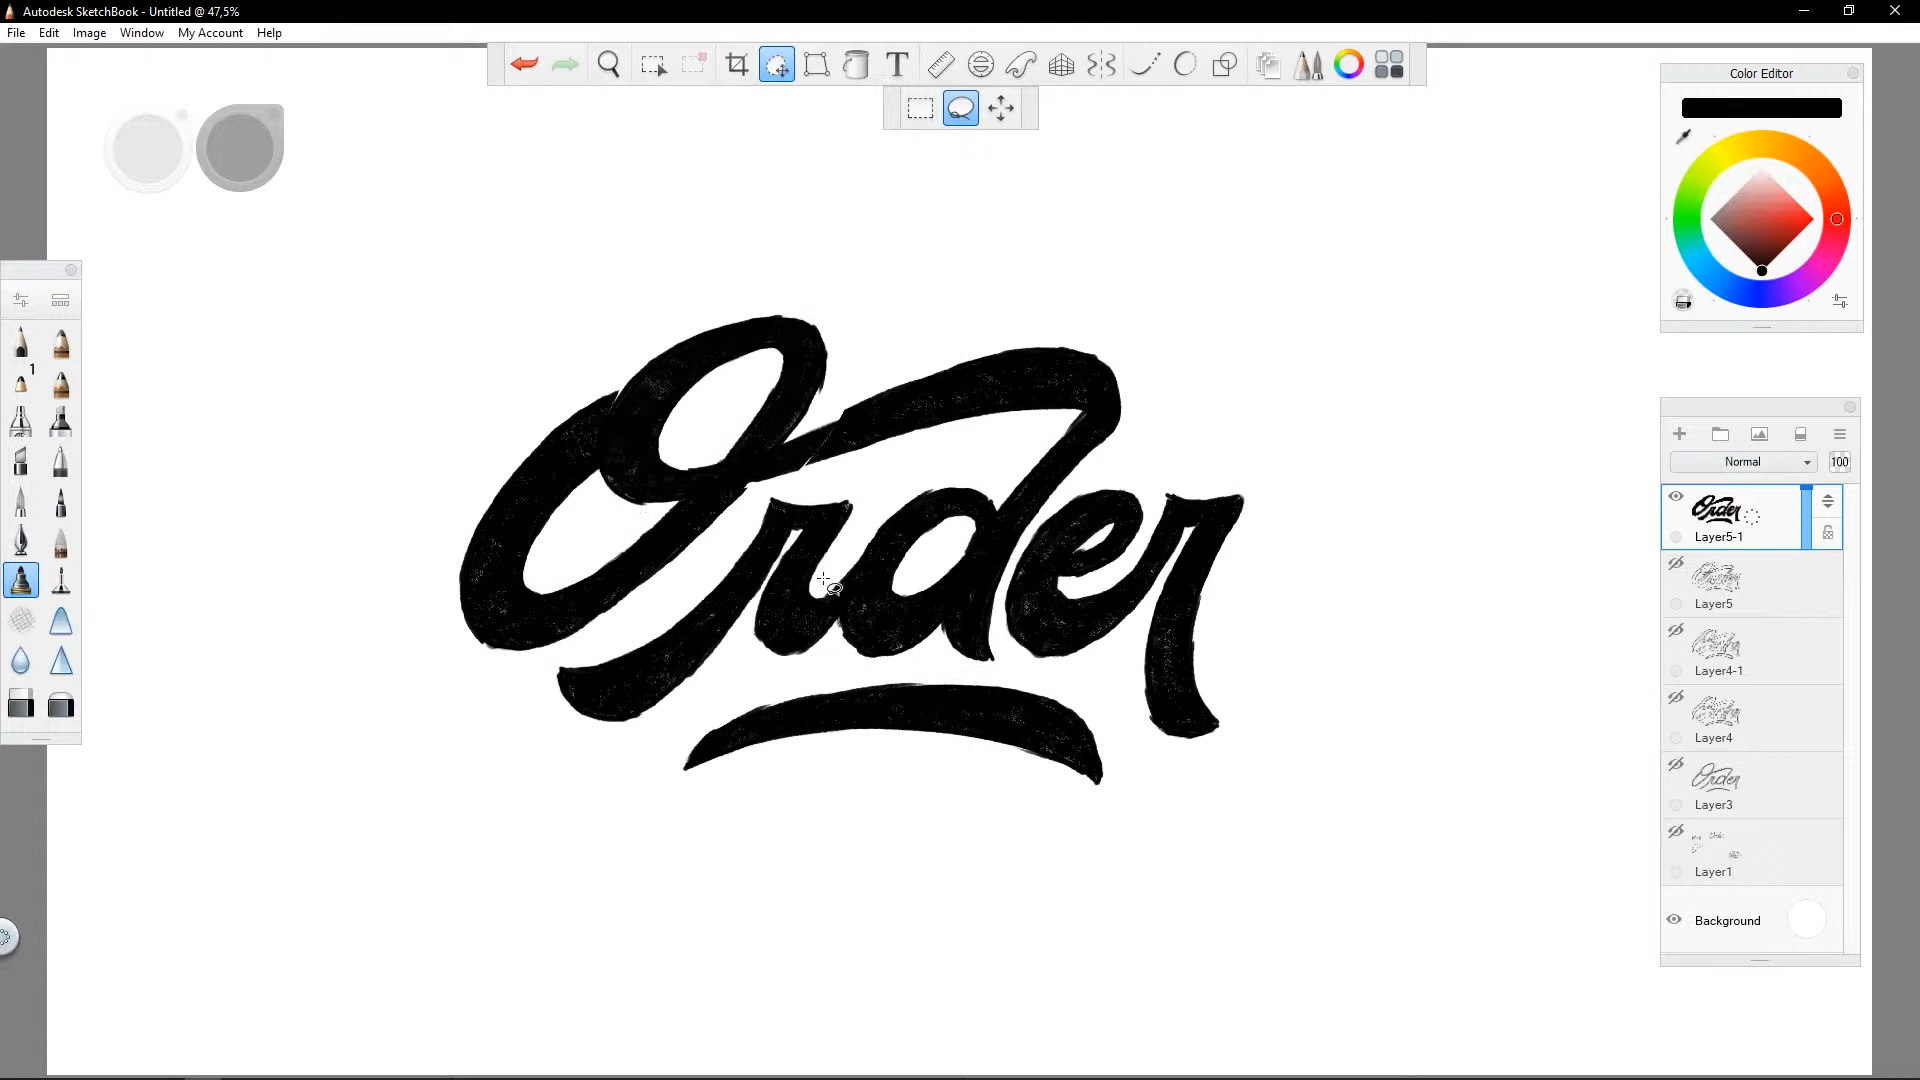 Autodesk SketchBook - Untitled @ 47,5%
File Edit Image Window My Account Help
T
Color Editor
1
Normal 100
Order
Layer5-1
Layer5
Layer4-1
Layer4
Layer3
Layer1
Background